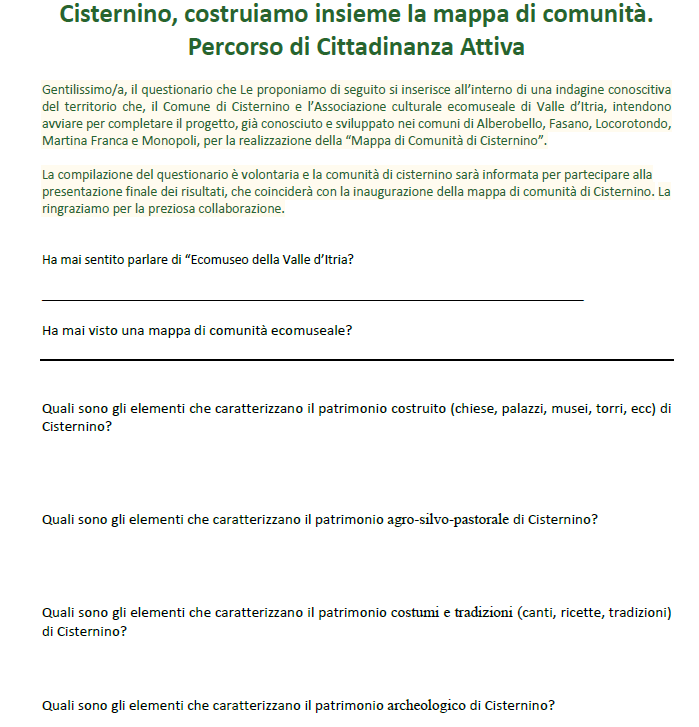 Cisternino, costruiamo insieme la mappa di comunità.
Percorso di Cittadinanza Attiva
Gentilissimo/a, il questionario che Le proponiamo di seguito si inserisce all’interno di una indagine conoscitiva
del territorio che, il Comune di Cisternino e l’Associazione culturale ecomuseale di Valle d’Itria, intendono
avviare per completare il progetto, già conosciuto e sviluppato nei comuni di Alberobello, Fasano, Locorotondo,
Martina Franca e Monopoli, per la realizzazione della “Mappa di Comunità di Cisternino”.
La compilazione del questionario è volontaria e la comunità di cisternino sarà informata per partecipare alla
presentazione finale dei risultati, che coinciderà con la inaugurazione della mappa di comunità di Cisternino. La
ringraziamo per la preziosa collaborazione.
Ha mai sentito parlare di “Ecomuseo della Valle d’Itria?
Ha mai visto una mappa di comunità ecomuseale?
Quali sono gli elementi che caratterizzano il patrimonio costruito (chiese, palazzi, musei, torri, ecc) di
Cisternino?
Quali sono gli elementi che caratterizzano il patrimonio agro-silvo-pastorale di Cisternino?
Quali sono gli elementi che caratterizzano il patrimonio costumi e tradizioni (canti, ricette, tradizioni)
di Cisternino?
Quali sono gli elementi che caratterizzano il patrimonio archeologico di Cisternino?